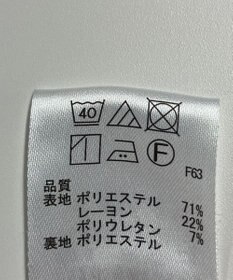 40
F
F63
品質
表地 ポリエステル 71%
レーヨン 22%
ポリウレタン 7%
裏地 ポリエステル